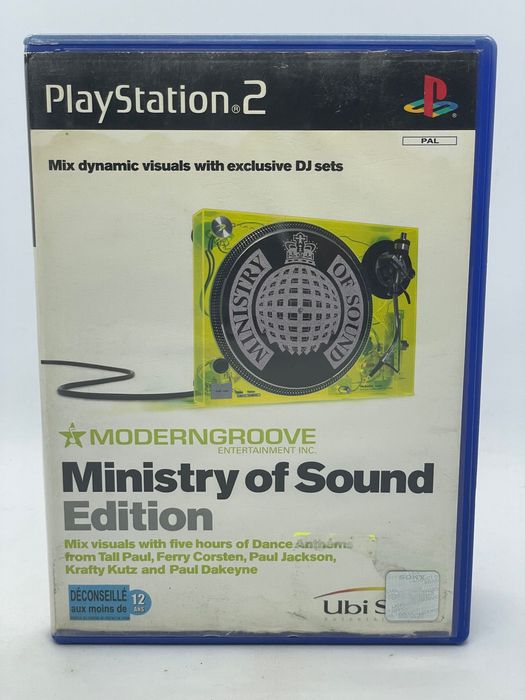 PlayStation®2
PAL
Mix dynamic visuals with exclusive DJ sets
MINISTRY OF SOUND
MODERNGROOVE
ENTERTAINMENT INC.
Ministry of Sound
Edition
Mix visuals with five hours of Dance Anthems
from Tall Paul, Ferry Corsten, Paul Jackson,
Krafty Kutz and Paul Dakeyne
DÉCONSEILLÉ
aux moins de
12
ANS
Ubi S
SONY